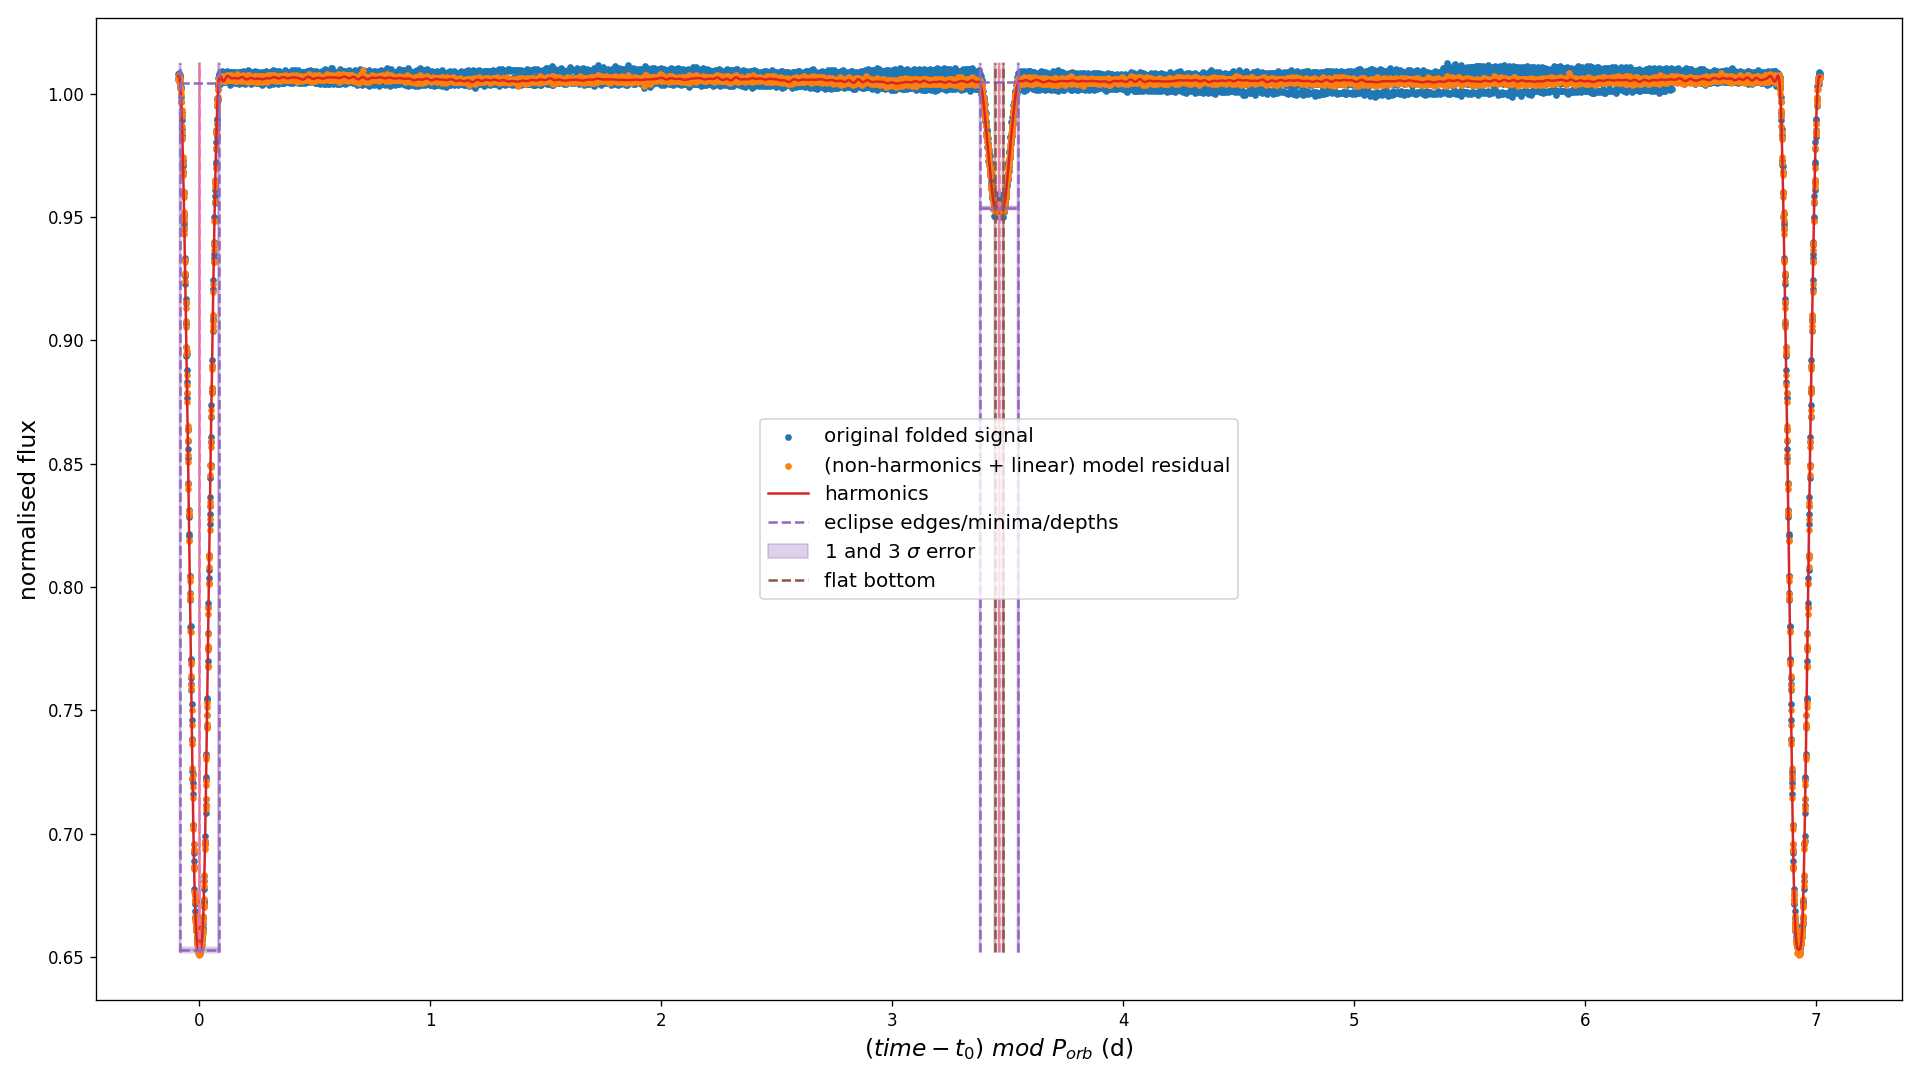 1.00
0.95
0.90
0.85
0.80
0.75
0.70
0.65
normalised flux
original folded signal
(non-harmonics + linear) model residual
harmonics
eclipse edges/minima/depths
1 and 3 σ error
flat bottom
0 1 2 3 4 5 6 7
(time − t₀) mod Pₒᵣb (d)